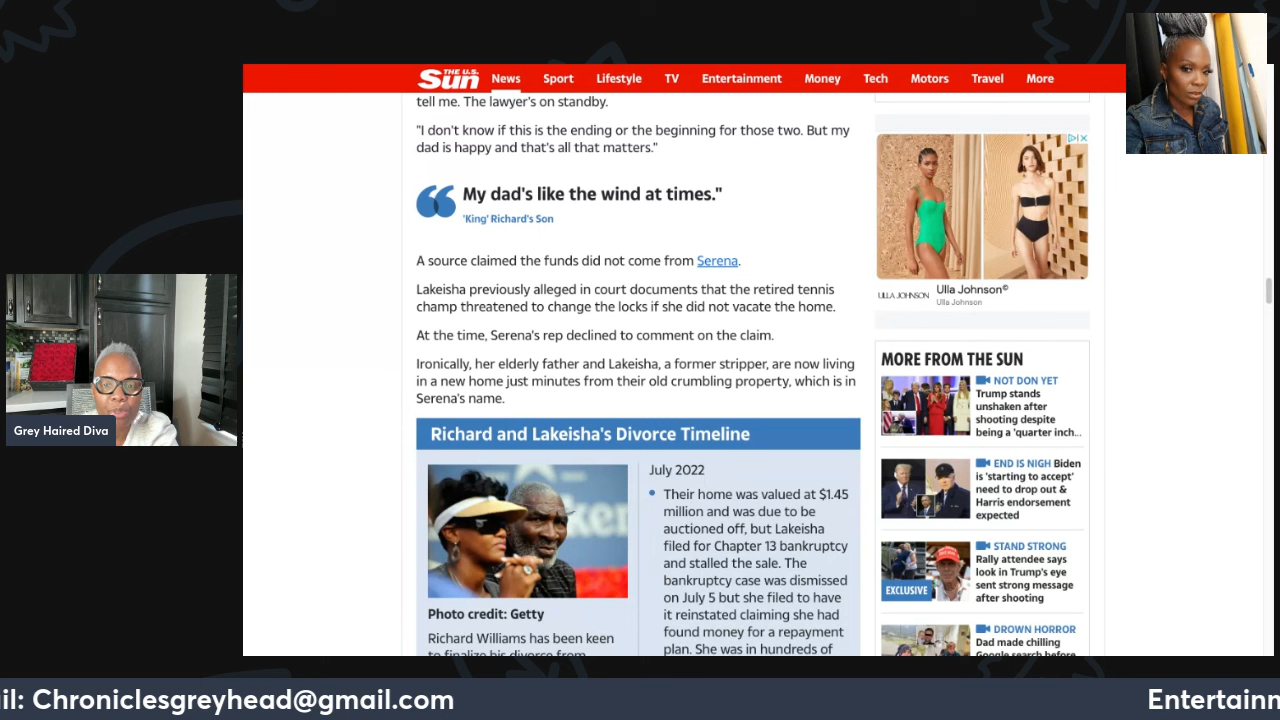 THE U.S.
Sun
News Sport Lifestyle TV Entertainment Money Tech Motors Travel More
tell me. The lawyer's on standby.
"I don't know if this is the ending or the beginning for those two. But my
dad is happy and that's all that matters."
My dad's like the wind at times."
'King' Richard's Son
A source claimed the funds did not come from Serena.
Lakeisha previously alleged in court documents that the retired tennis
champ threatened to change the locks if she did not vacate the home.
At the time, Serena's rep declined to comment on the claim.
Ironically, her elderly father and Lakeisha, a former stripper, are now living
in a new home just minutes from their old crumbling property, which is in
Serena's name.
Richard and Lakeisha's Divorce Timeline
Photo credit: Getty
Richard Williams has been keen
to finalize his divorce from
July 2022
• Their home was valued at $1.45
million and was due to be
auctioned off, but Lakeisha
filed for Chapter 13 bankruptcy
and stalled the sale. The
bankruptcy case was dismissed
on July 5 but she filed to have
it reinstated claiming she had
found money for a repayment
plan. She was in hundreds of
ULLA JOHNSON
Ulla Johnson©
Ulla Johnson
MORE FROM THE SUN
NOT DON YET
Trump stands
unshaken after
shooting despite
being a 'quarter inch...
END IS NIGH Biden
is 'starting to accept'
need to drop out &
Harris endorsement
expected
STAND STRONG
Rally attendee says
look in Trump's eye
sent strong message
after shooting
EXCLUSIVE
DROWN HORROR
Dad made chilling
Google search before
Grey Haired Diva
il: Chroniclesgreyhead@gmail.com
Entertainn